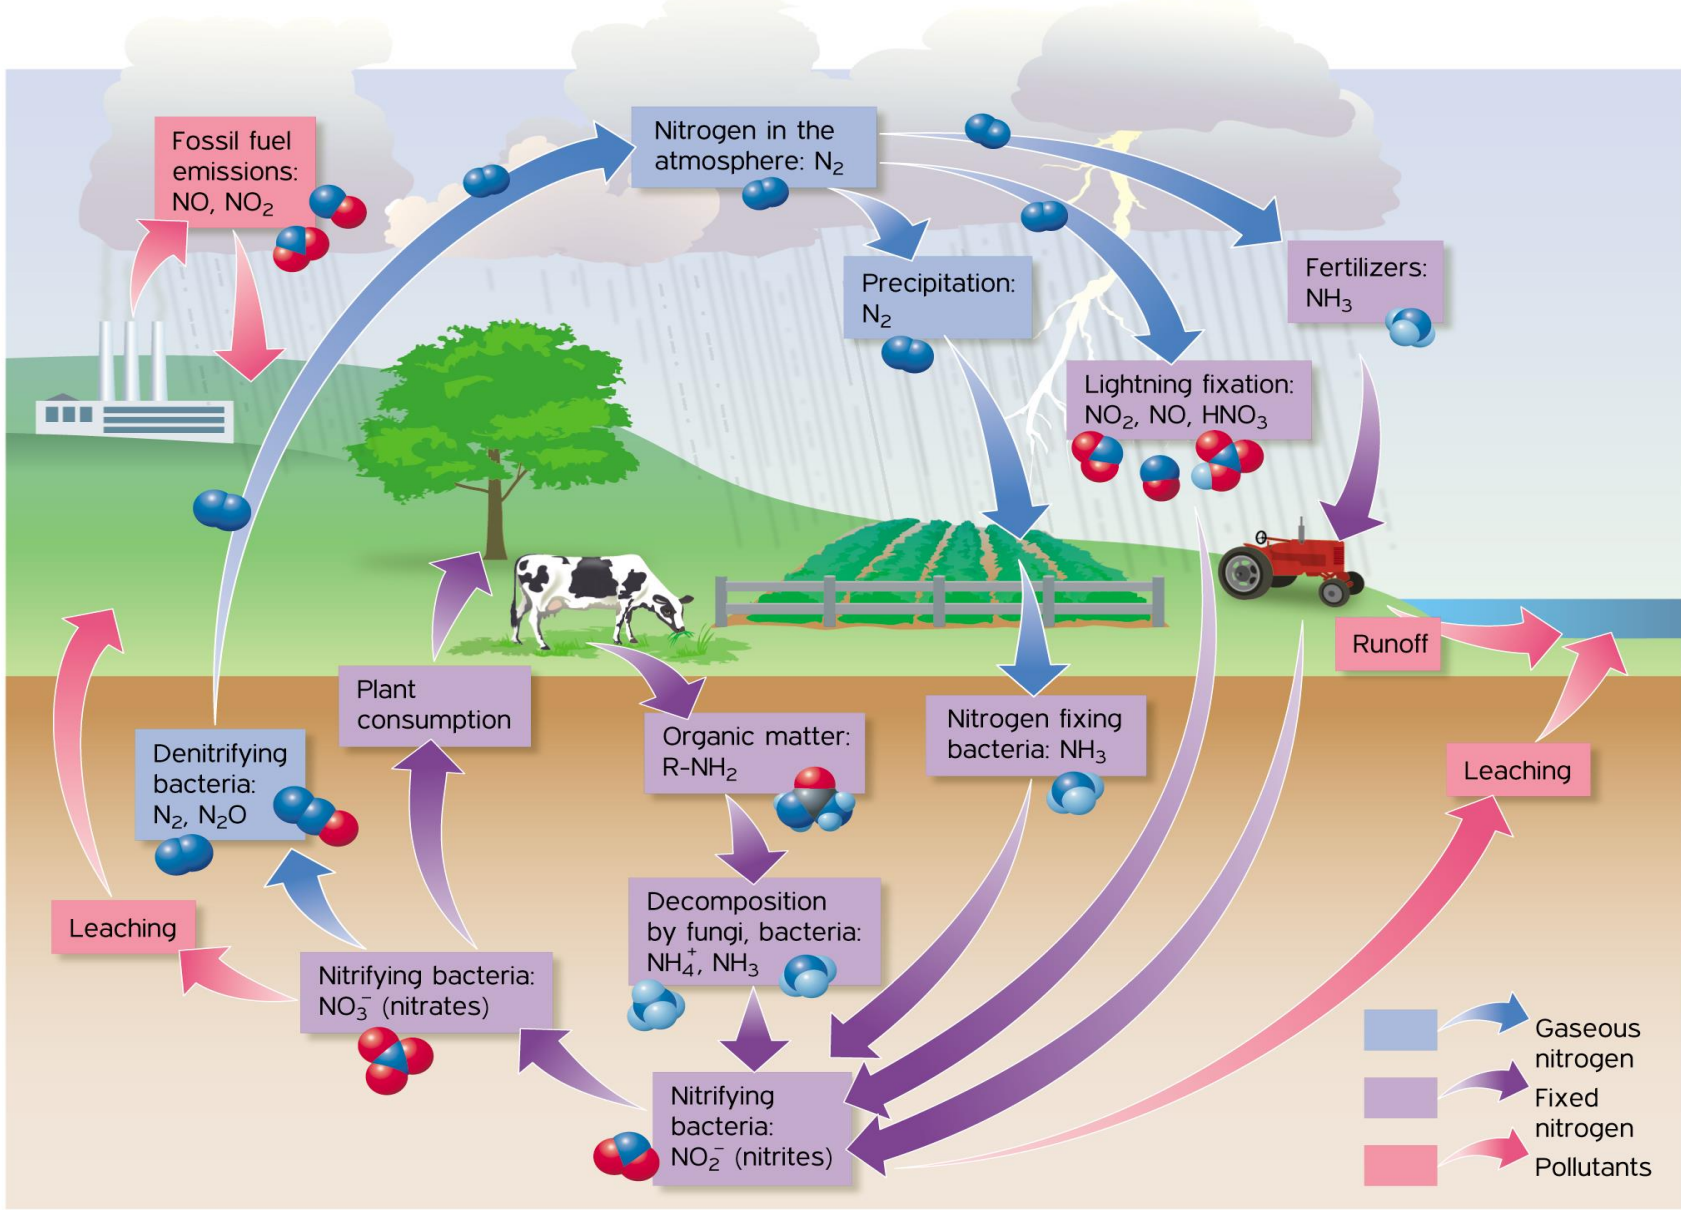 Fossil fuel
emissions:
NO, NO₂
Nitrogen in the
atmosphere: N₂
Precipitation:
N₂
Fertilizers:
NH₃
Lightning fixation:
NO₂, NO, HNO₃
Runoff
Plant
consumption
Organic matter:
R–NH₂
Nitrogen fixing
bacteria: NH₃
Denitrifying
bacteria:
N₂, N₂O
Leaching
Leaching
Decomposition
by fungi, bacteria:
NH₄⁺, NH₃
Nitrifying bacteria:
NO₃⁻ (nitrates)
Nitrifying
bacteria:
NO₂⁻ (nitrites)
Gaseous
nitrogen
Fixed
nitrogen
Pollutants